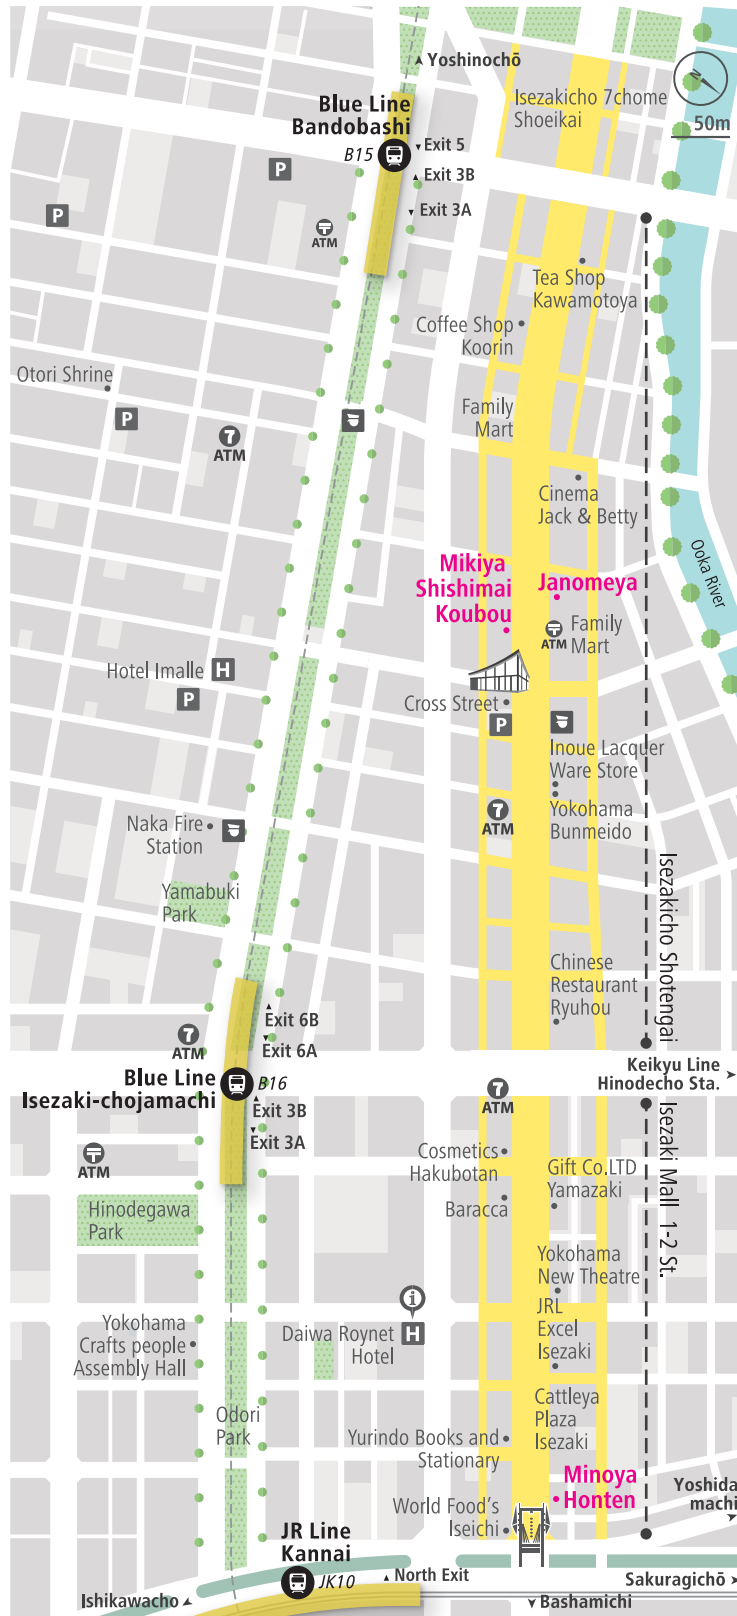 Yoshinochō
Blue Line
Bandobashi
B15
Exit 5
Exit 3B
Exit 3A
Isezakicho 7chome
Shoeikai
N
50m
P
P
ATM
Tea Shop
Kawamotoya
Coffee Shop
Koorin
Otori Shrine
P
7
ATM
Family
Mart
Cinema
Jack & Betty
Ooka River
Mikiya
Shishimai
Koubou
Janomeya
ATM
Family
Mart
Hotel Imalle
H
P
Cross Street
P
Inoue Lacquer
Ware Store
Yokohama
Bunmeido
7
ATM
Naka Fire
Station
Yamabuki
Park
Isezakicho Shotengai
Chinese
Restaurant
Ryuhou
Exit 6B
Exit 6A
7
ATM
Blue Line
Isezaki-chojamachi
B16
Exit 3B
Exit 3A
Keikyu Line
Hinodecho Sta.
7
ATM
ATM
Isezaki Mall 1-2 St.
Cosmetics
Hakubotan
Gift Co.LTD
Yamazaki
Baracca
Hinodegawa
Park
Yokohama
New Theatre
i
JRL
Excel
Isezaki
Yokohama
Crafts people
Assembly Hall
Daiwa Roynet
Hotel
H
Odori
Park
Cattleya
Plaza
Isezaki
Yurindo Books and
Stationary
Minoya
Honten
World Food's
Iseichi
Yoshida
machi
JR Line
Kannai
JK10
North Exit
Sakuragichō
Ishikawacho
Bashamichi